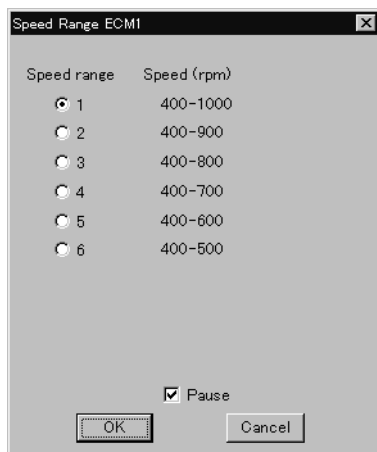 Speed Range ECM1
Speed range Speed (rpm)
1 400-1000
2 400-900
3 400-800
4 400-700
5 400-600
6 400-500
Pause
OK Cancel